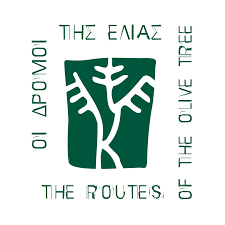 ΟΙ ΔΡΟΜΟΙ
ΤΗΣ ΕΛΙΑΣ
THE ROUTES
OF THE OLIVE TREE